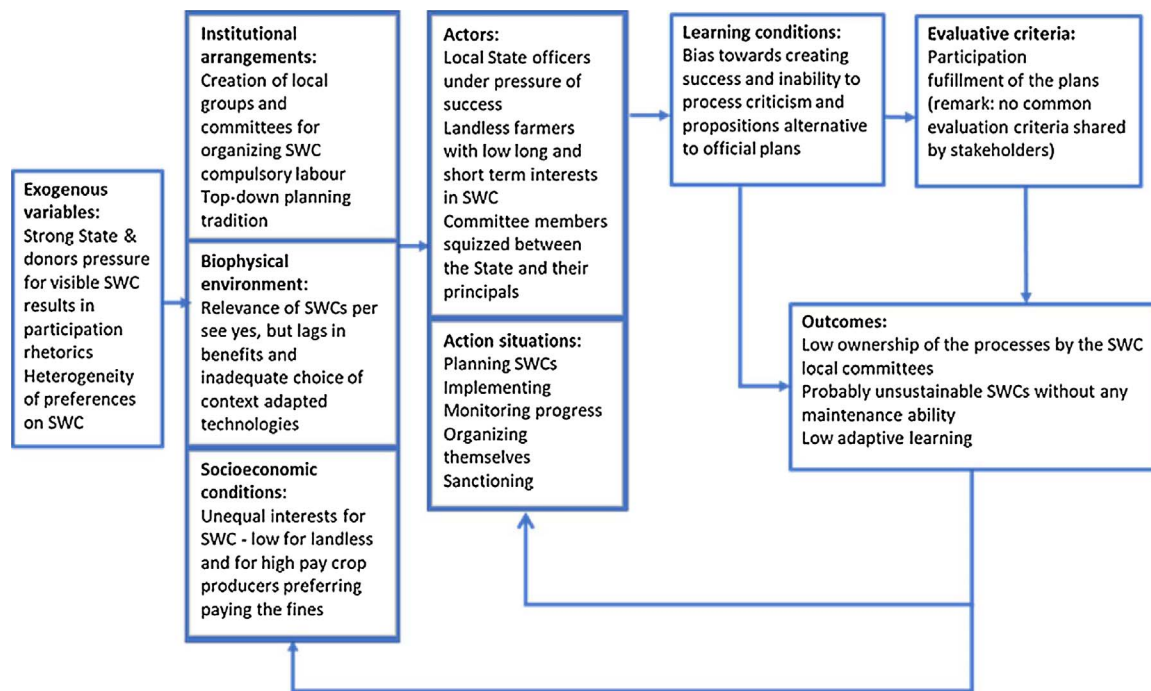 Exogenous
variables:
Strong State &
donors pressure
for visible SWC
results in
participation
rhetorics
Heterogeneity
of preferences
on SWC
Institutional
arrangements:
Creation of local
groups and
committees for
organizing SWC
compulsory labour
Top-down planning
tradition
Biophysical
environment:
Relevance of SWCs per
see yes, but lags in
benefits and
inadequate choice of
context adapted
technologies
Socioeconomic
conditions:
Unequal interests for
SWC - low for landless
and for high pay crop
producers preferring
paying the fines
Actors:
Local State officers
under pressure of
success
Landless farmers
with low long and
short term interests
in SWC
Committee members
squizzed between
the State and their
principals
Action situations:
Planning SWCs
Implementing
Monitoring progress
Organizing
themselves
Sanctioning
Learning conditions:
Bias towards creating
success and inability to
process criticism and
propositions alternative
to official plans
Evaluative criteria:
Participation
fufillment of the plans
(remark: no common
evaluation criteria shared
by stakeholders)
Outcomes:
Low ownership of the processes by the SWC
local committees
Probably unsustainable SWCs without any
maintenance ability
Low adaptive learning